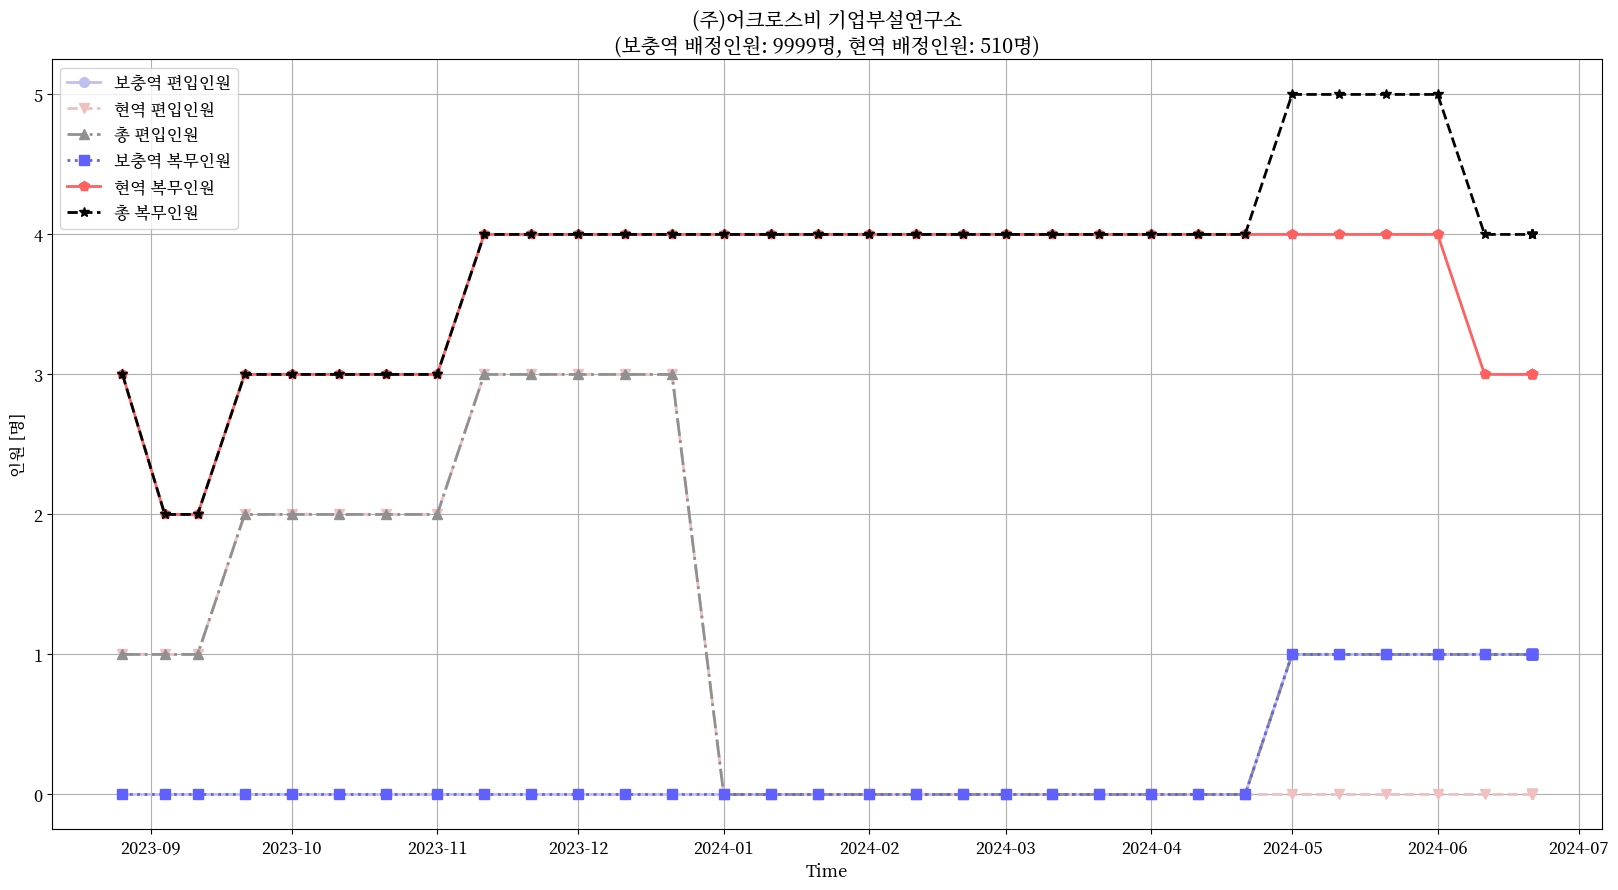 (주)어크로스비 기업부설연구소
(보충역 배정인원: 9999명, 현역 배정인원: 510명)
보충역 편입인원
현역 편입인원
총 편입인원
보충역 복무인원
현역 복무인원
총 복무인원
5
4
3
2
1
0
인원 [명]
2023-09 2023-10 2023-11 2023-12 2024-01 2024-02 2024-03 2024-04 2024-05 2024-06 2024-07
Time